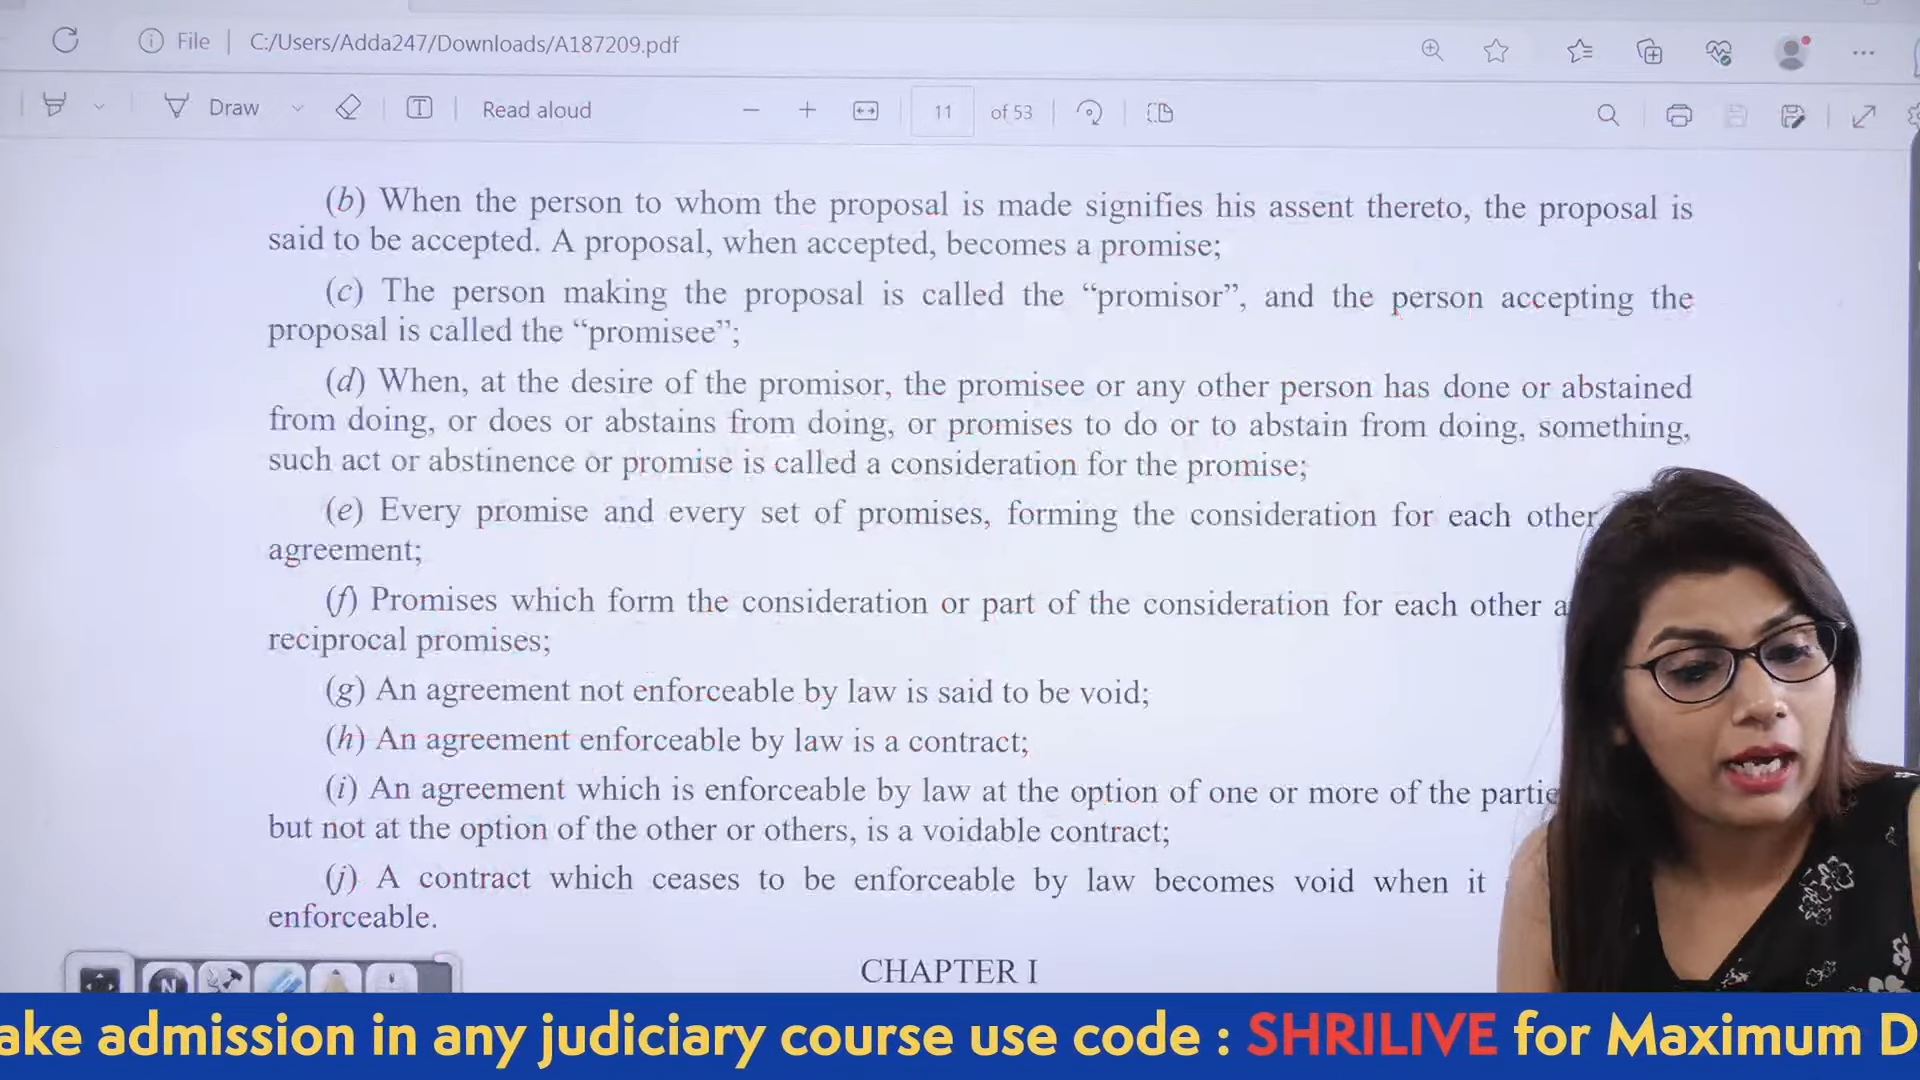 File | C:/Users/Adda247/Downloads/A187209.pdf
Draw
Read aloud
11 of 53
(b) When the person to whom the proposal is made signifies his assent thereto, the proposal is
said to be accepted. A proposal, when accepted, becomes a promise;
(c) The person making the proposal is called the “promisor”, and the person accepting the
proposal is called the “promisee”;
(d) When, at the desire of the promisor, the promisee or any other person has done or abstained
from doing, or does or abstains from doing, or promises to do or to abstain from doing, something,
such act or abstinence or promise is called a consideration for the promise;
(e) Every promise and every set of promises, forming the consideration for each other
agreement;
(f) Promises which form the consideration or part of the consideration for each other a
reciprocal promises;
(g) An agreement not enforceable by law is said to be void;
(h) An agreement enforceable by law is a contract;
(i) An agreement which is enforceable by law at the option of one or more of the partie
but not at the option of the other or others, is a voidable contract;
(j) A contract which ceases to be enforceable by law becomes void when it
enforceable.
CHAPTER I
N
ake admission in any judiciary course use code : SHRILIVE for Maximum D